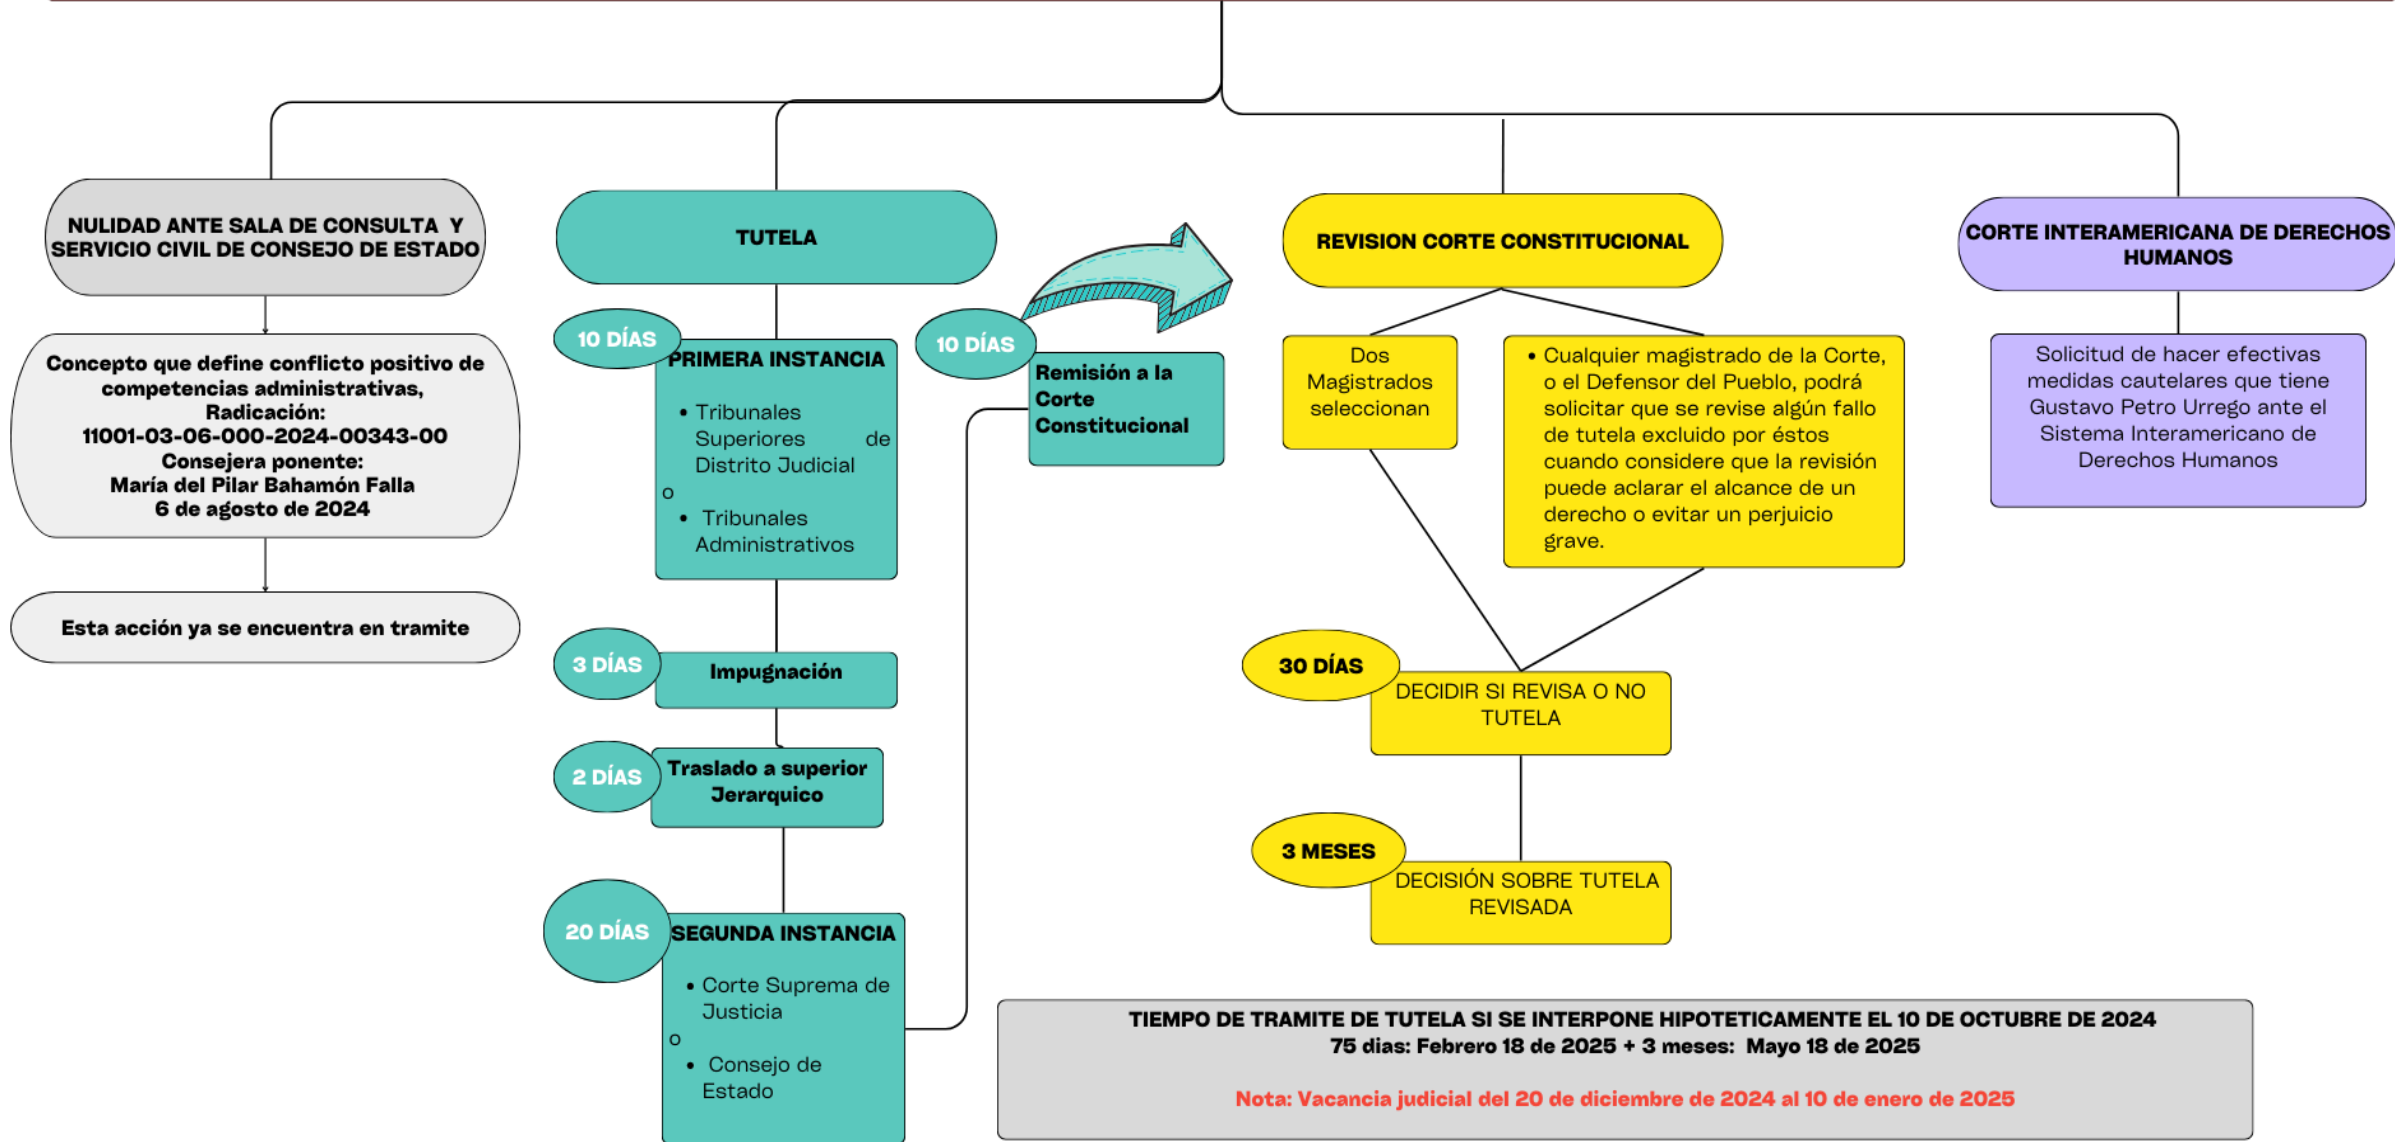 NULIDAD ANTE SALA DE CONSULTA Y
SERVICIO CIVIL DE CONSEJO DE ESTADO
Concepto que define conflicto positivo de
competencias administrativas,
Radicación:
11001-03-06-000-2024-00343-00
Consejera ponente:
María del Pilar Bahamón Falla
6 de agosto de 2024
Esta acción ya se encuentra en tramite
TUTELA
10 DÍAS
PRIMERA INSTANCIA
• Tribunales
Superiores de
Distrito Judicial
o
• Tribunales
Administrativos
3 DÍAS
Impugnación
2 DÍAS
Traslado a superior
Jerarquico
20 DÍAS
SEGUNDA INSTANCIA
• Corte Suprema de
Justicia
o
• Consejo de
Estado
10 DÍAS
Remisión a la
Corte
Constitucional
REVISION CORTE CONSTITUCIONAL
Dos
Magistrados
seleccionan
• Cualquier magistrado de la Corte,
o el Defensor del Pueblo, podrá
solicitar que se revise algún fallo
de tutela excluido por éstos
cuando considere que la revisión
puede aclarar el alcance de un
derecho o evitar un perjuicio
grave.
30 DÍAS
DECIDIR SI REVISA O NO
TUTELA
3 MESES
DECISIÓN SOBRE TUTELA
REVISADA
CORTE INTERAMERICANA DE DERECHOS
HUMANOS
Solicitud de hacer efectivas
medidas cautelares que tiene
Gustavo Petro Urrego ante el
Sistema Interamericano de
Derechos Humanos
TIEMPO DE TRAMITE DE TUTELA SI SE INTERPONE HIPOTETICAMENTE EL 10 DE OCTUBRE DE 2024
75 dias: Febrero 18 de 2025 + 3 meses: Mayo 18 de 2025
Nota: Vacancia judicial del 20 de diciembre de 2024 al 10 de enero de 2025